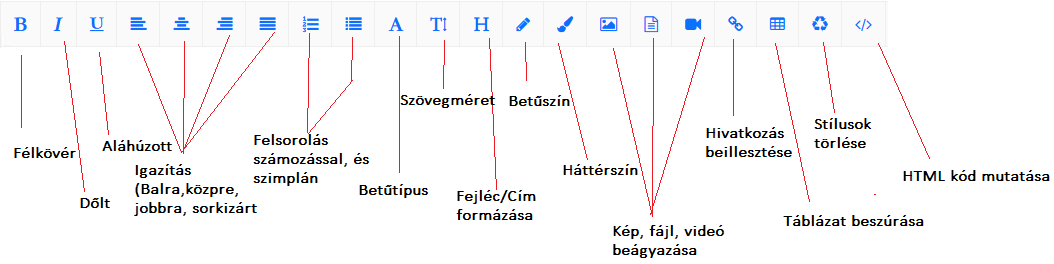 B I U A T H </>
Félkövér
Dőlt
Aláhúzott
Igazítás
(Balra,közpre,
jobbra, sorkizárt
Felsorolás
számozással, és
szimplán
Betűtípus
Szövegméret
Fejléc/Cím
formázása
Betűszín
Háttérszín
Kép, fájl, videó
beágyazása
Hivatkozás
beillesztése
Táblázat beszúrása
Stílusok
törlése
HTML kód mutatása